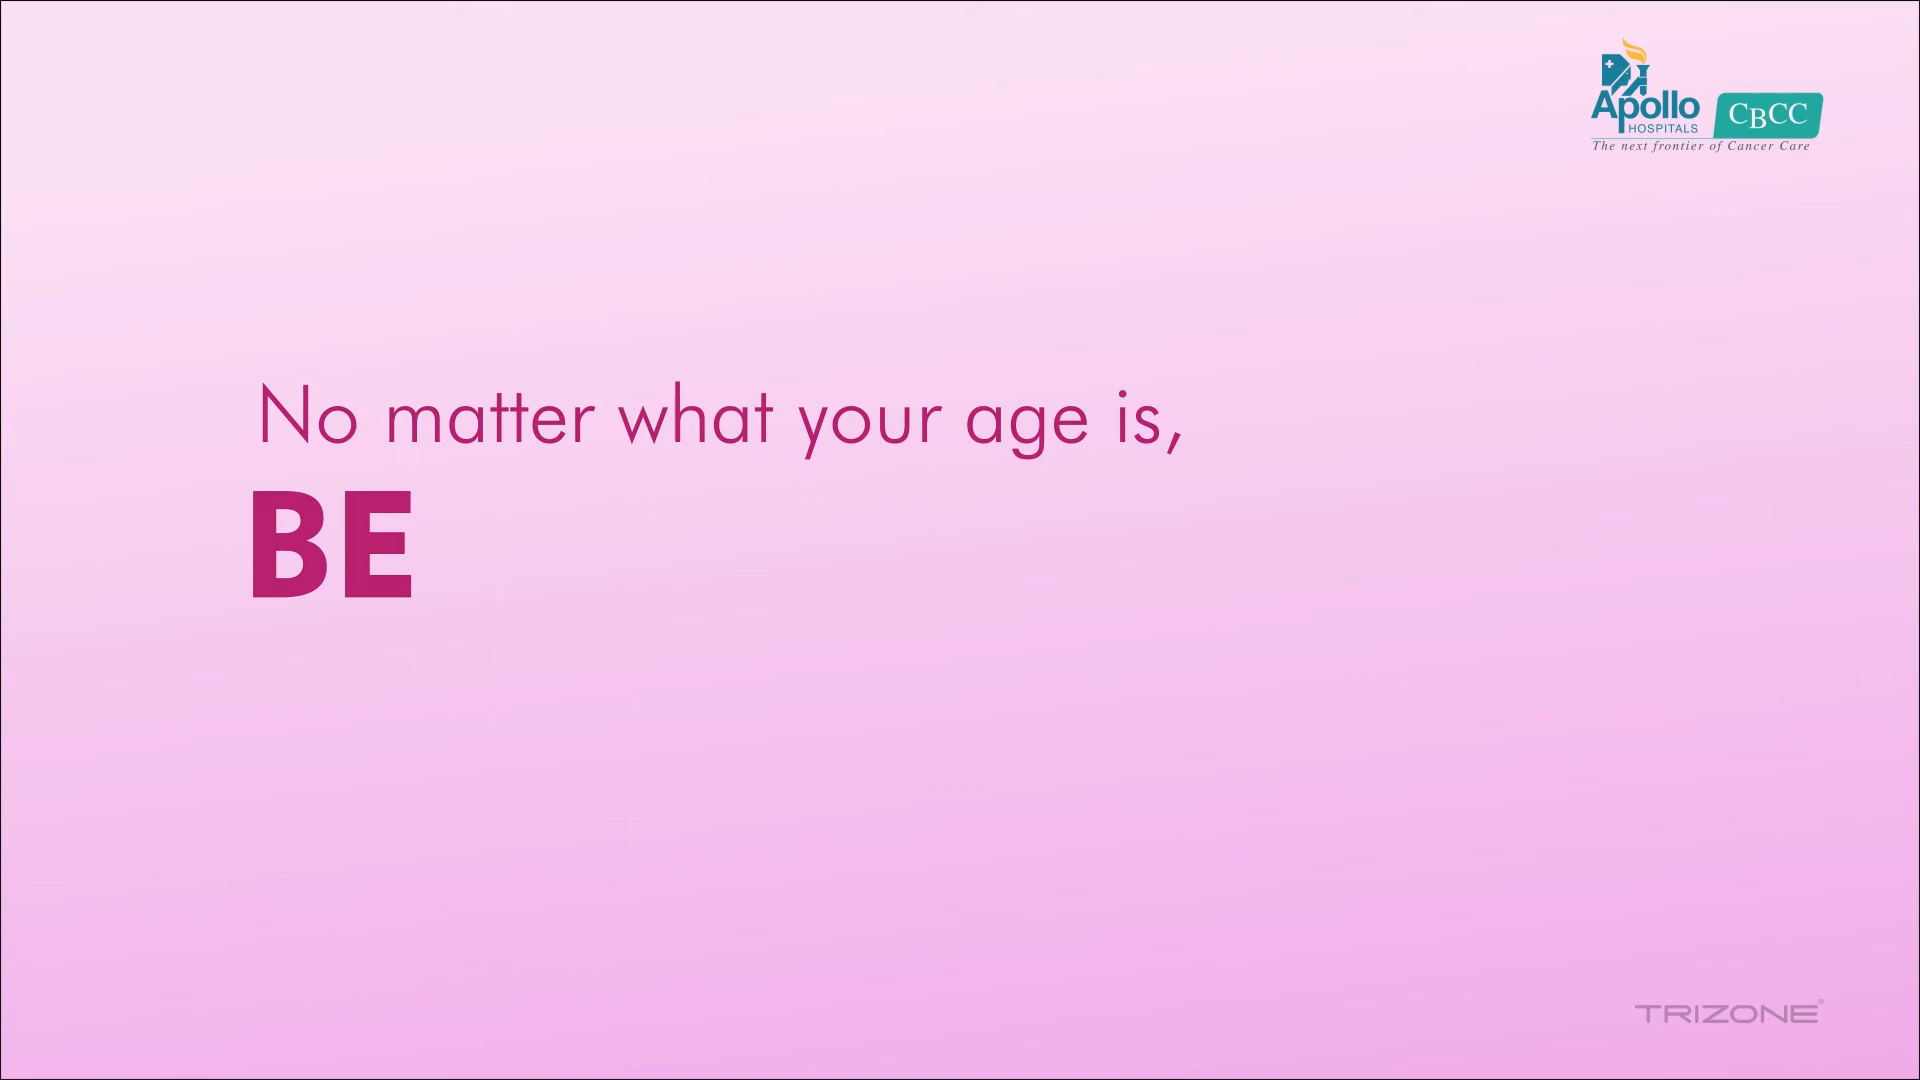 Apollo
HOSPITALS
CBCC
The next frontier of Cancer Care
No matter what your age is,
BE
TRIZONE®